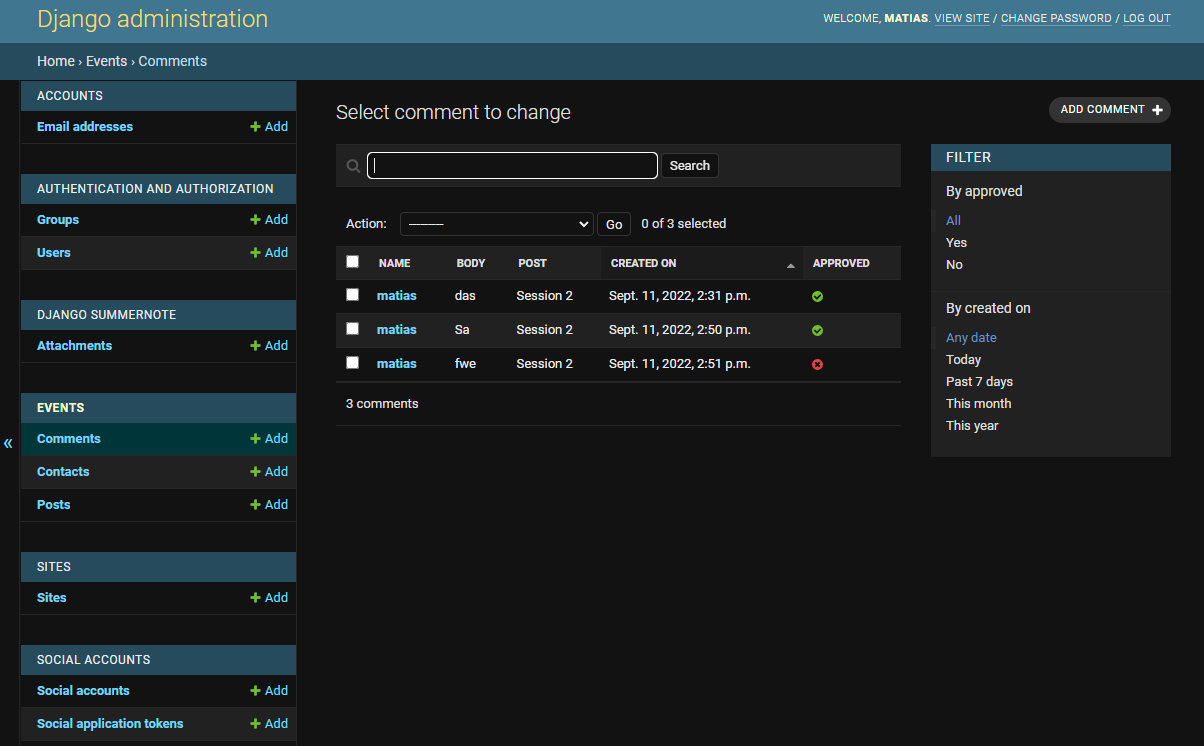 Django administration
WELCOME, MATIAS. VIEW SITE / CHANGE PASSWORD / LOG OUT
Home › Events › Comments
ACCOUNTS
Email addresses + Add
AUTHENTICATION AND AUTHORIZATION
Groups + Add
Users + Add
DJANGO SUMMERNOTE
Attachments + Add
EVENTS
Comments + Add
Contacts + Add
Posts + Add
SITES
Sites + Add
SOCIAL ACCOUNTS
Social accounts + Add
Social application tokens + Add
«
Select comment to change
ADD COMMENT +
Search
Action: --------- Go 0 of 3 selected
NAME BODY POST CREATED ON APPROVED
matias das Session 2 Sept. 11, 2022, 2:31 p.m.
matias Sa Session 2 Sept. 11, 2022, 2:50 p.m.
matias fwe Session 2 Sept. 11, 2022, 2:51 p.m.
3 comments
FILTER
By approved
All
Yes
No
By created on
Any date
Today
Past 7 days
This month
This year